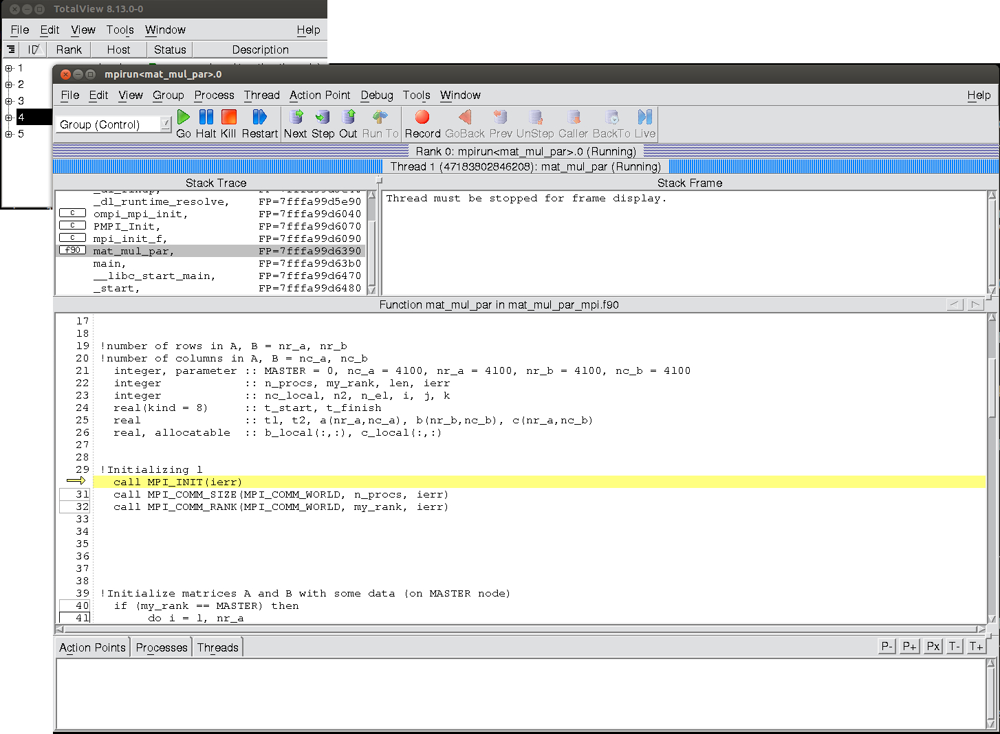 TotalView 8.13.0-0
File Edit View Tools Window Help
ID Rank Host Status Description
1
2
3
4
5
mpirun<mat_mul_par>.0
File Edit View Group Process Thread Action Point Debug Tools Window Help
Group (Control) Go Halt Kill Restart Next Step Out Run To Record GoBack Prev UnStep Caller BackTo Live
Rank 0: mpirun<mat_mul_par>.0 (Running)
Thread 1 (47183802846208): mat_mul_par (Running)
Stack Trace
_dl_runtime_resolve, FP=7fffa99d5e90
C ompi_mpi_init, FP=7fffa99d6040
C PMPI_Init, FP=7fffa99d6070
C mpi_init_f, FP=7fffa99d6090
f90 mat_mul_par, FP=7fffa99d6390
main, FP=7fffa99d63b0
__libc_start_main, FP=7fffa99d6470
_start, FP=7fffa99d6480
Stack Frame
Thread must be stopped for frame display.
Function mat_mul_par in mat_mul_par_mpi.f90
17
18
19 !number of rows in A, B = nr_a, nr_b
20 !number of columns in A, B = nc_a, nc_b
21 integer, parameter :: MASTER = 0, nc_a = 4100, nr_a = 4100, nr_b = 4100, nc_b = 4100
22 integer :: n_procs, my_rank, len, ierr
23 integer :: nc_local, n2, n_el, i, j, k
24 real(kind = 8) :: t_start, t_finish
25 real :: t1, t2, a(nr_a,nc_a), b(nr_b,nc_b), c(nr_a,nc_b)
26 real, allocatable :: b_local(:,:), c_local(:,:)
27
28
29 !Initializing 1
call MPI_INIT(ierr)
31 call MPI_COMM_SIZE(MPI_COMM_WORLD, n_procs, ierr)
32 call MPI_COMM_RANK(MPI_COMM_WORLD, my_rank, ierr)
33
34
35
36
37
38
39 !Initialize matrices A and B with some data (on MASTER node)
40 if (my_rank == MASTER) then
41 do i = 1, nr_a
Action Points Processes Threads P- P+ Px T- T+